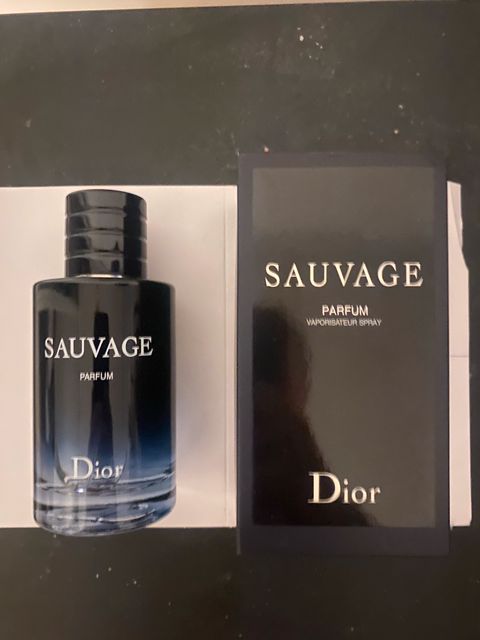 SAUVAGE
PARFUM
Dior
SAUVAGE
PARFUM
VAPORISATEUR SPRAY
Dior